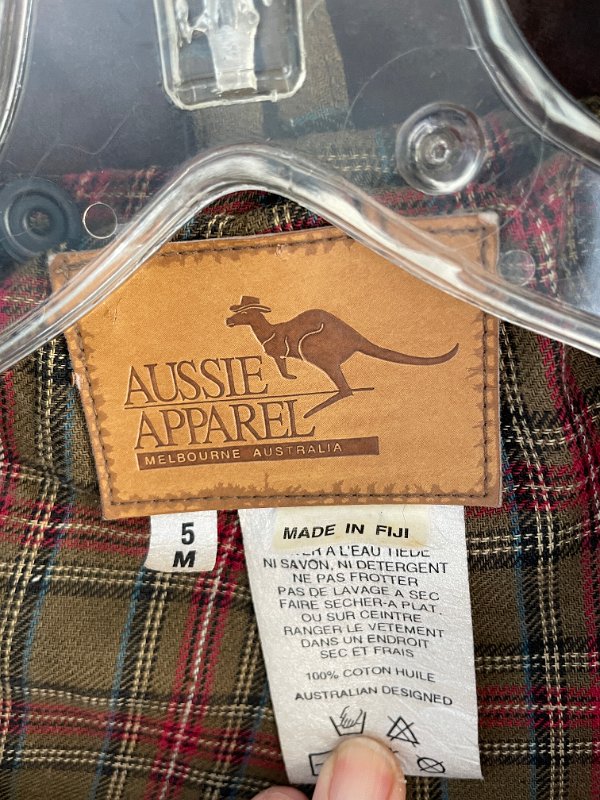 AUSSIE
APPAREL
MELBOURNE AUSTRALIA
5
M
MADE IN FIJI
A L'EAU TIEDE
NI SAVON, NI DETERGENT
NE PAS FROTTER
PAS DE LAVAGE A SEC
FAIRE SECHER-A PLAT.
OU SUR CEINTRE
RANGER LE VETEMENT
DANS UN ENDROIT
SEC ET FRAIS
100% COTON HUILE
AUSTRALIAN DESIGNED